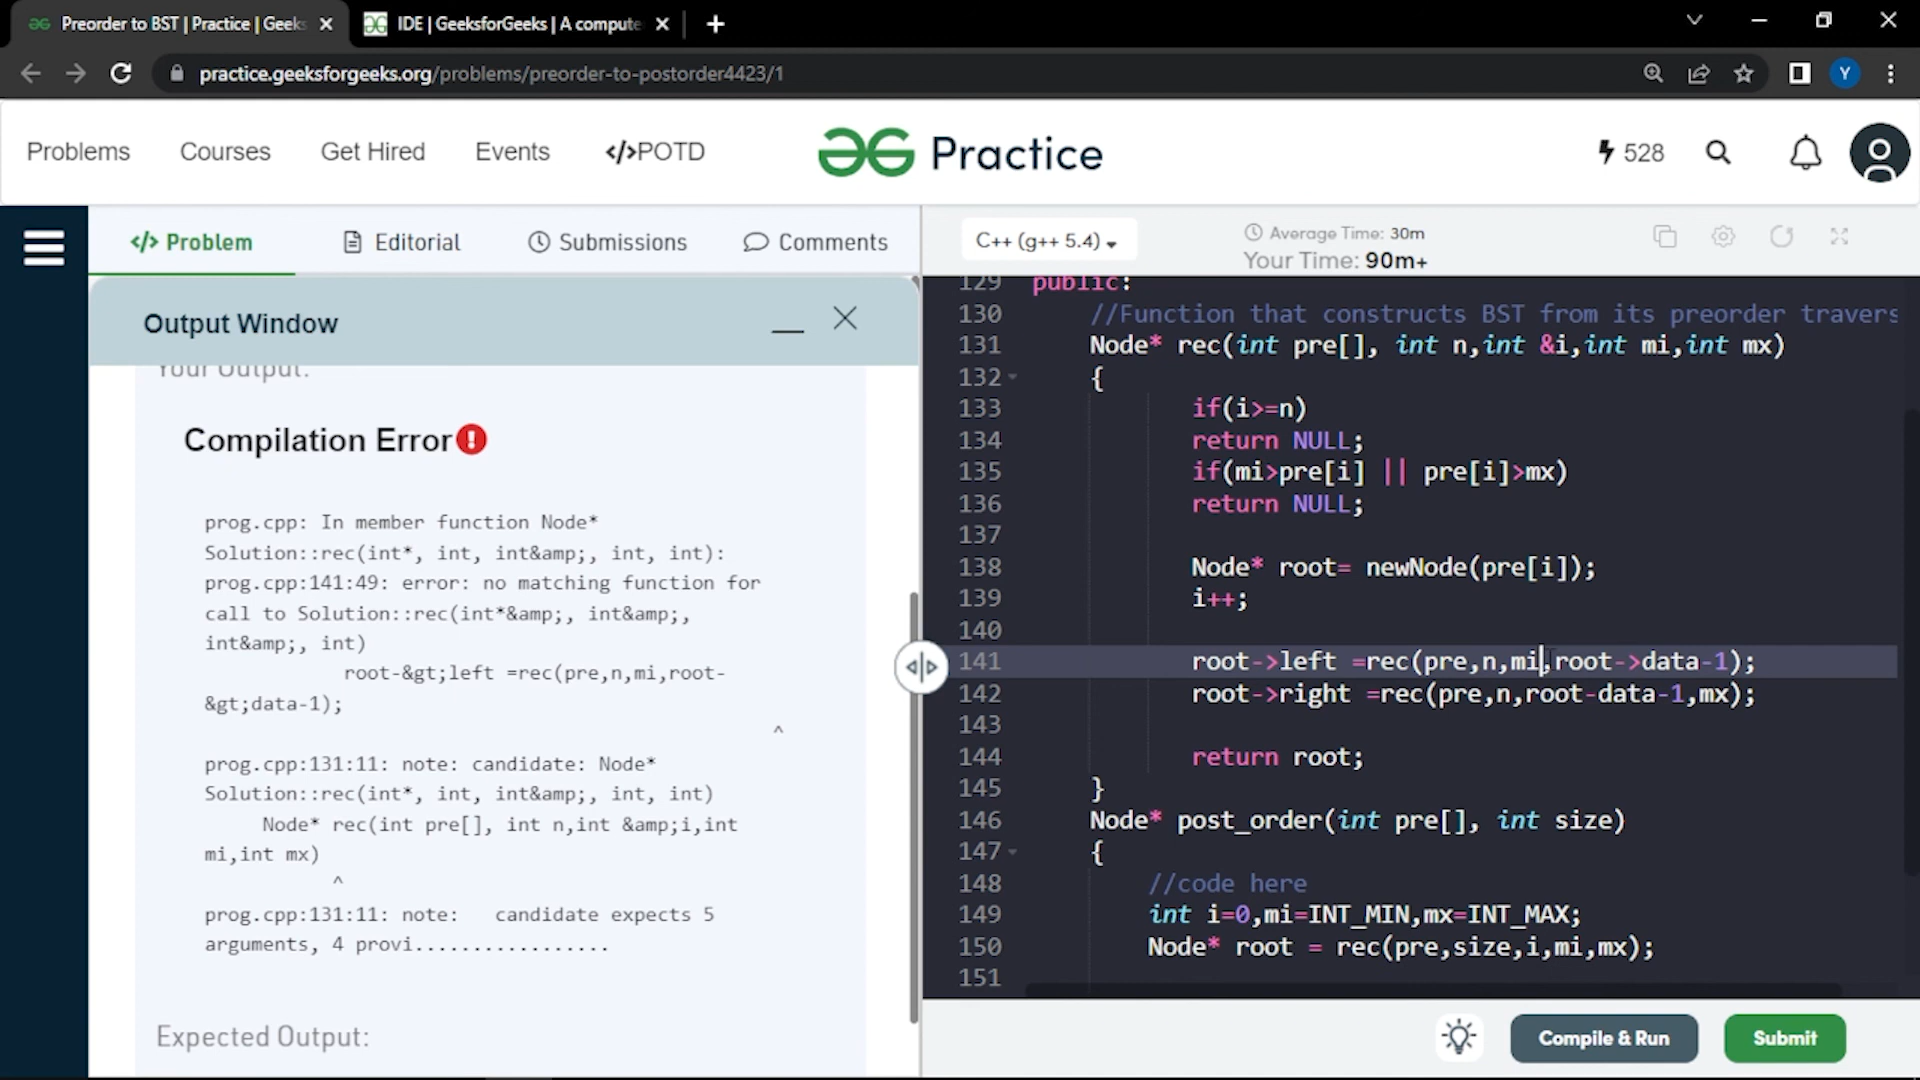 Preorder to BST | Practice | Geeks
IDE | GeeksforGeeks | A compute
practice.geeksforgeeks.org/problems/preorder-to-postorder4423/1
Y
Problems
Courses
Get Hired
Events
</>POTD
Practice
528
</> Problem
Editorial
Submissions
Comments
C++ (g++ 5.4)
Average Time: 30m
Your Time: 90m+
Output Window
Your Output:
Compilation Error
prog.cpp: In member function Node*
Solution::rec(int*, int, int&amp;, int, int):
prog.cpp:141:49: error: no matching function for
call to Solution::rec(int*&amp;, int&amp;,
int&amp;, int)
root-&gt;left =rec(pre,n,mi,root-
&gt;data-1);
^
prog.cpp:131:11: note: candidate: Node*
Solution::rec(int*, int, int&amp;, int, int)
Node* rec(int pre[], int n,int &amp;i,int
mi,int mx)
^
prog.cpp:131:11: note:   candidate expects 5
arguments, 4 provi.................
Expected Output:
129 public:
130 //Function that constructs BST from its preorder travers
131 Node* rec(int pre[], int n,int &i,int mi,int mx)
132 {
133 if(i>=n)
134 return NULL;
135 if(mi>pre[i] || pre[i]>mx)
136 return NULL;
137
138 Node* root= newNode(pre[i]);
139 i++;
140
141 root->left =rec(pre,n,mi,root->data-1);
142 root->right =rec(pre,n,root-data-1,mx);
143
144 return root;
145 }
146 Node* post_order(int pre[], int size)
147 {
148 //code here
149 int i=0,mi=INT_MIN,mx=INT_MAX;
150 Node* root = rec(pre,size,i,mi,mx);
151
Compile & Run
Submit